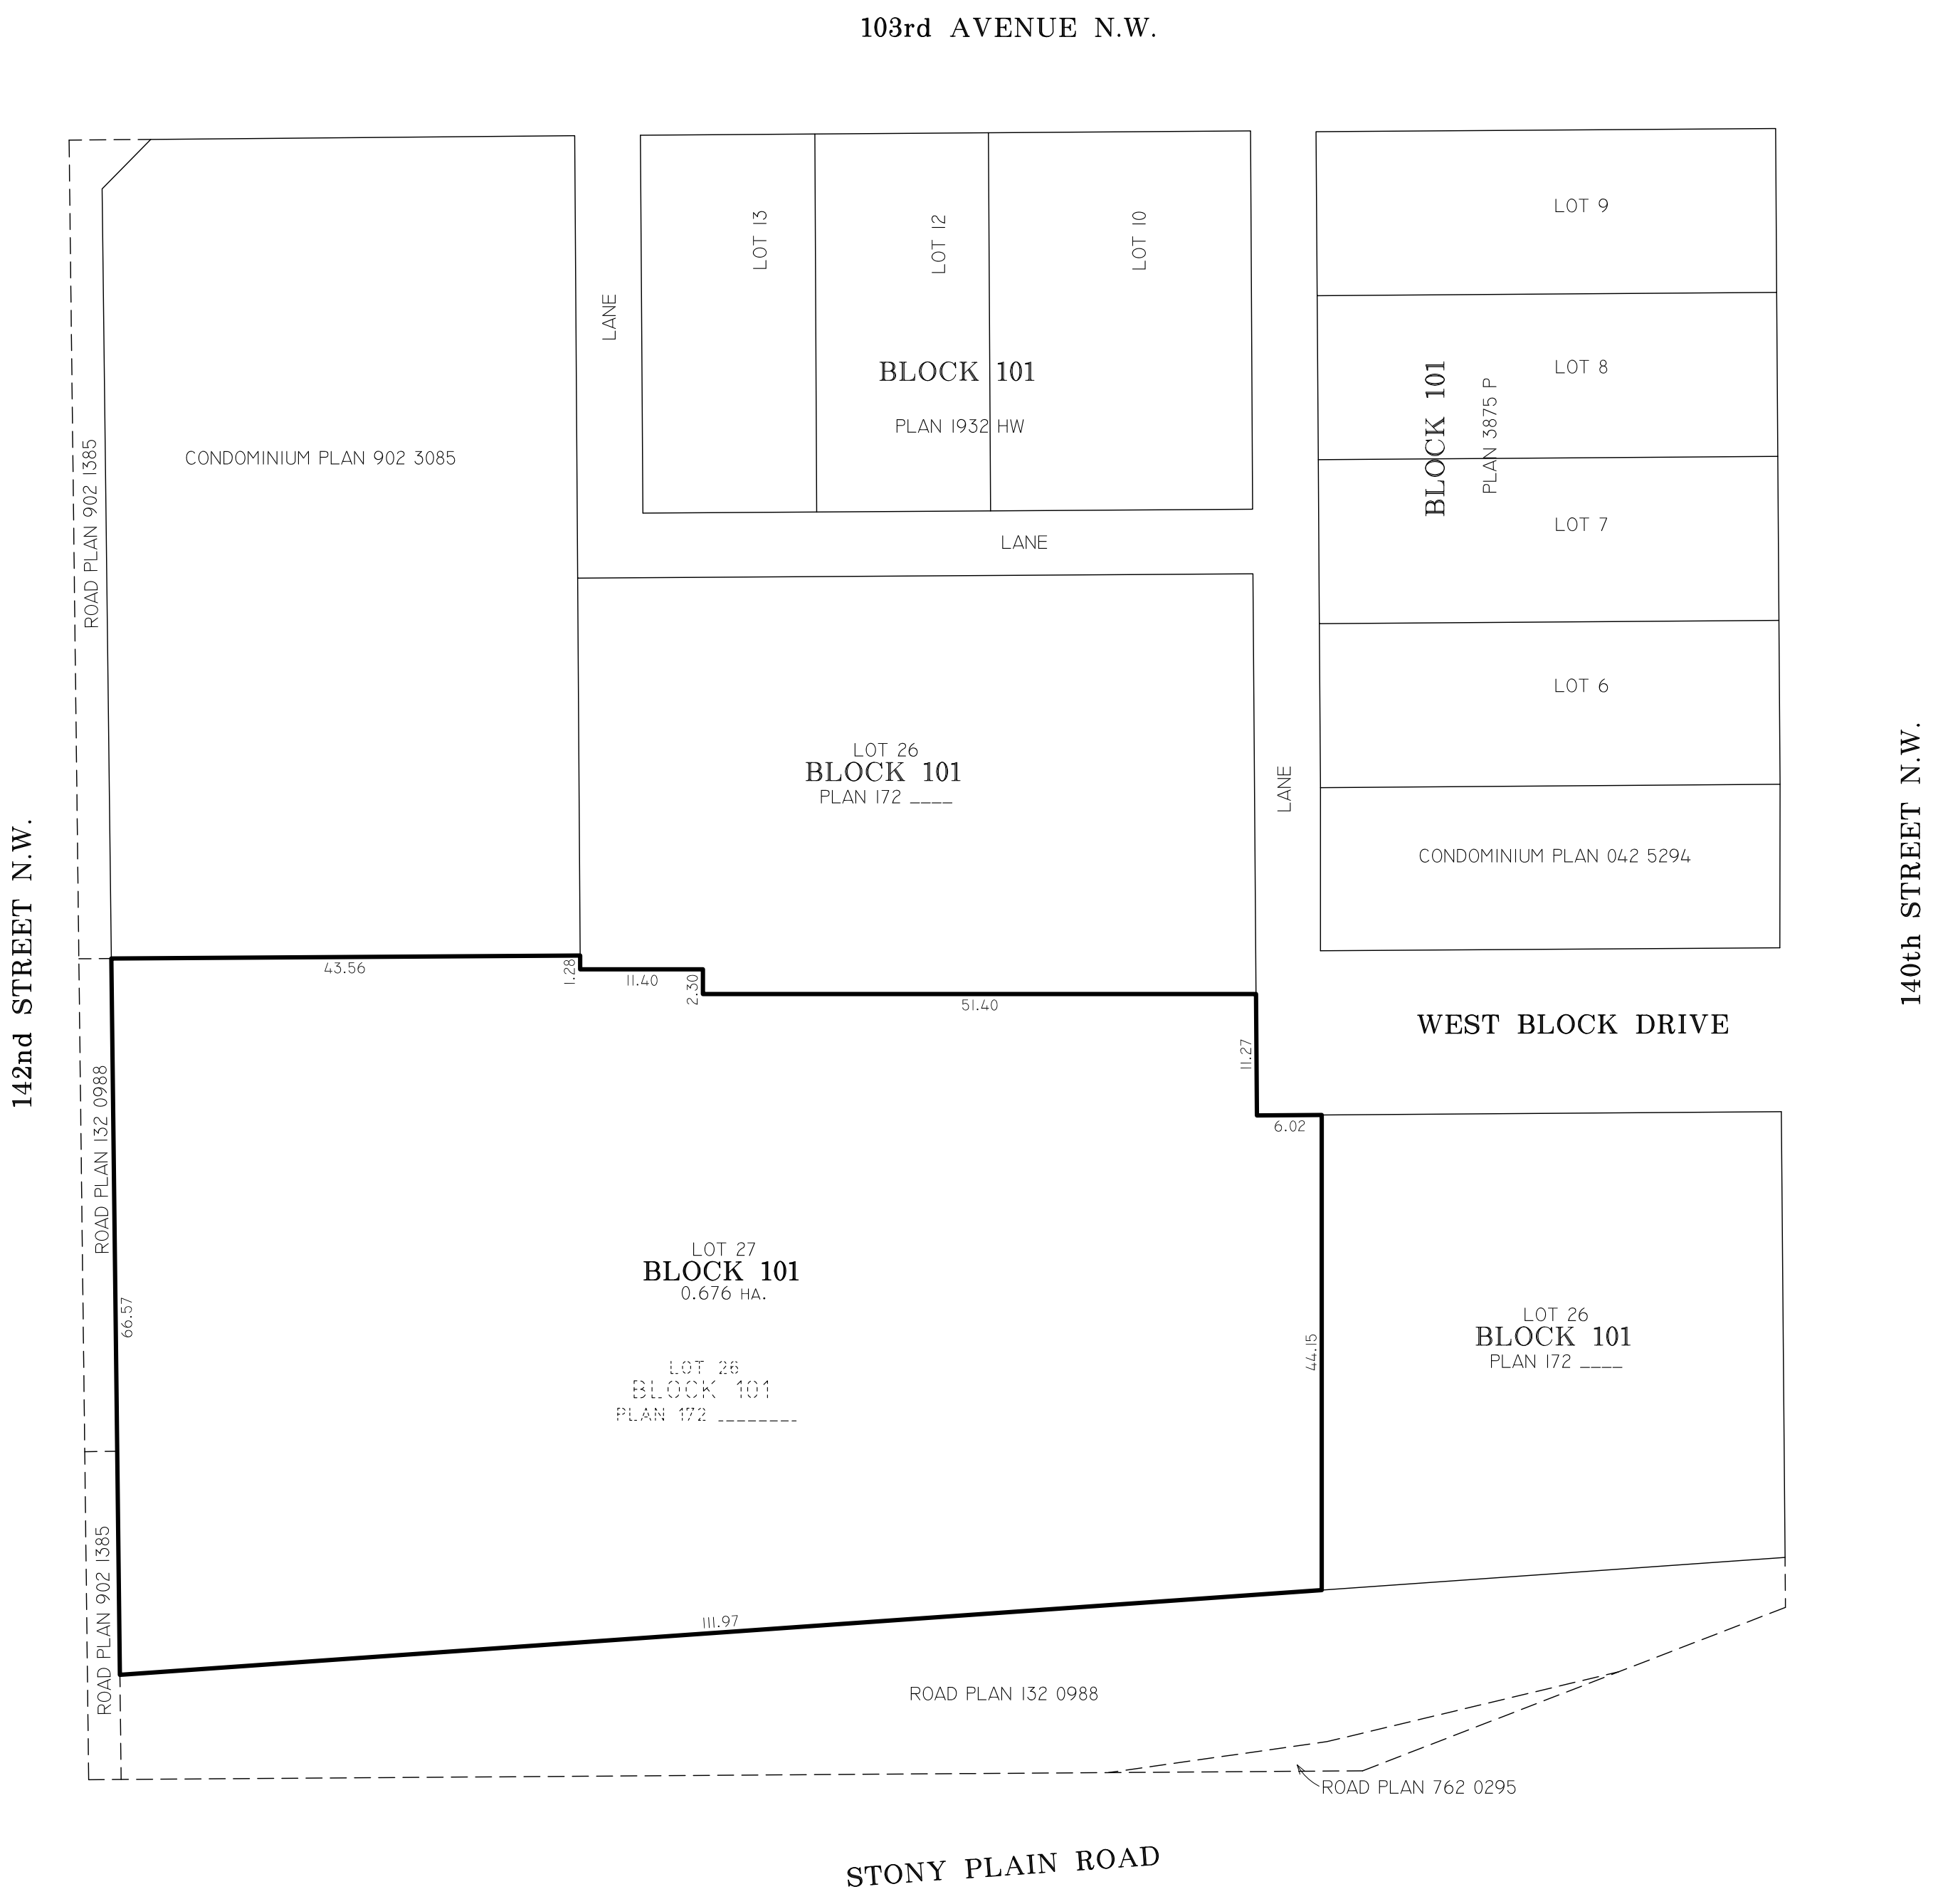 103rd AVENUE N.W.
LOT 13
LOT 12
LOT 10
LOT 9
LANE
BLOCK 101
PLAN 1932 HW
LOT 8
BLOCK 101
PLAN 3875 P
ROAD PLAN 902 1385
CONDOMINIUM PLAN 902 3085
LOT 7
LANE
LOT 6
LOT 26
BLOCK 101
PLAN 172 ____
LANE
CONDOMINIUM PLAN 042 5294
142nd STREET N.W.
140th STREET N.W.
43.56
1.28
11.40
2.30
51.40
11.27
6.02
WEST BLOCK DRIVE
ROAD PLAN 132 0988
LOT 27
BLOCK 101
0.676 HA.
66.57
44.15
LOT 26
BLOCK 101
PLAN 172 ____
LOT 26
BLOCK 101
PLAN 172 ________
ROAD PLAN 902 1385
111.97
ROAD PLAN 132 0988
ROAD PLAN 762 0295
STONY PLAIN ROAD